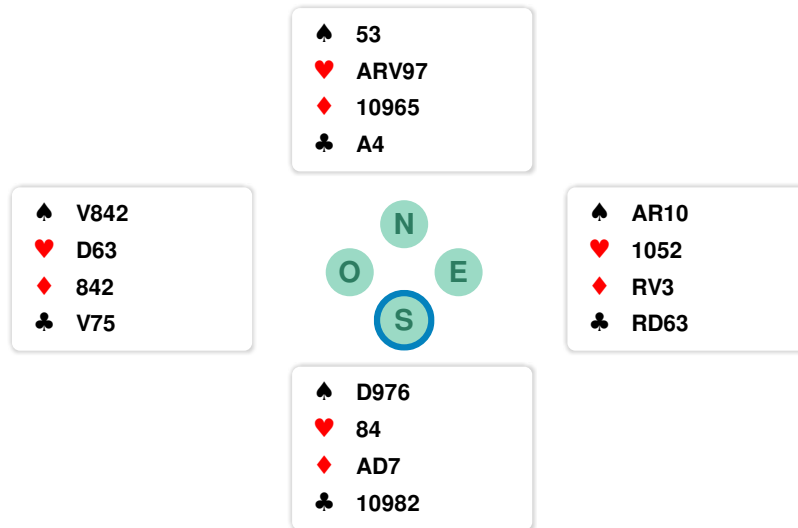 ♠ 53
♥ ARV97
♦ 10965
♣ A4
♠ V842
♥ D63
♦ 842
♣ V75
N
O E
S
♠ AR10
♥ 1052
♦ RV3
♣ RD63
♠ D976
♥ 84
♦ AD7
♣ 10982